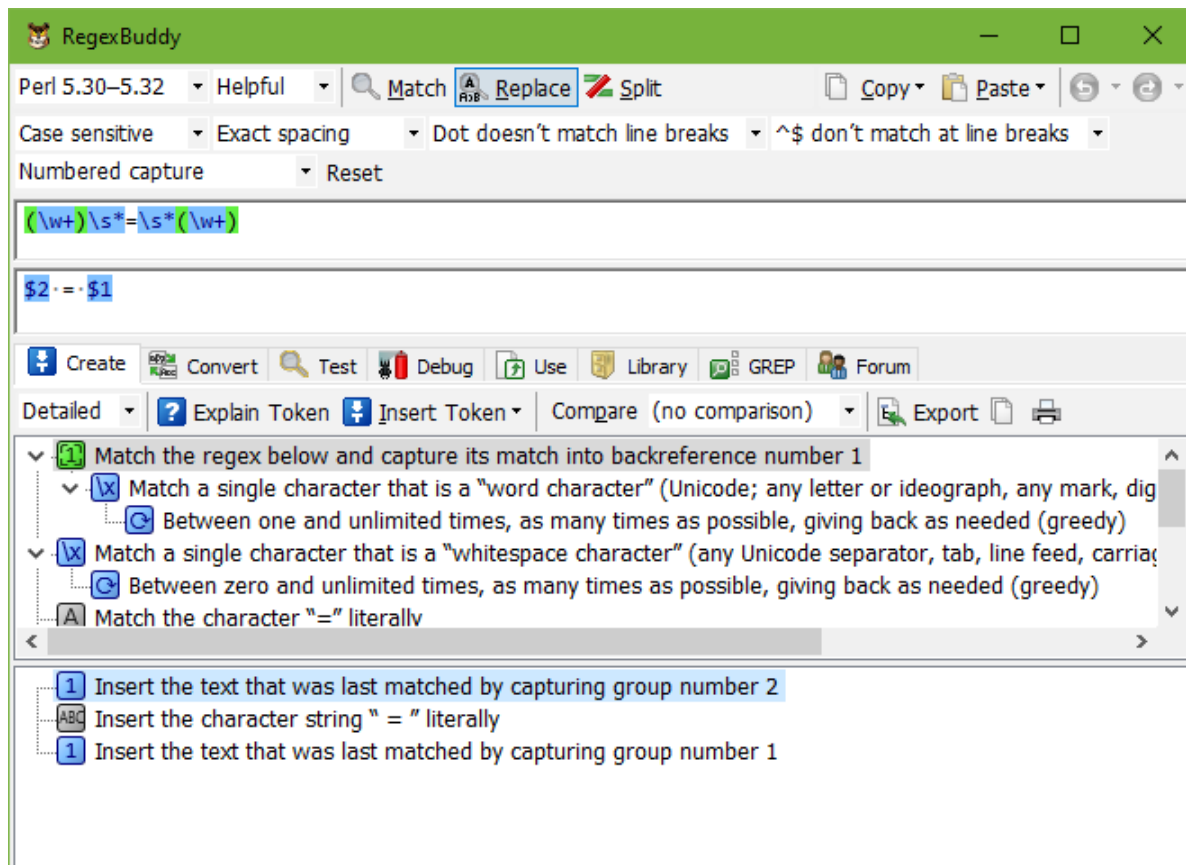 RegexBuddy
Perl 5.30–5.32 Helpful Match Replace Split Copy Paste
Case sensitive Exact spacing Dot doesn’t match line breaks ^$ don’t match at line breaks
Numbered capture Reset
(\w+)\s*=\s*(\w+)
$2·=·$1
Create Convert Test Debug Use Library GREP Forum
Detailed Explain Token Insert Token Compare (no comparison) Export
Match the regex below and capture its match into backreference number 1
\x Match a single character that is a “word character” (Unicode; any letter or ideograph, any mark, dig
Between one and unlimited times, as many times as possible, giving back as needed (greedy)
\x Match a single character that is a “whitespace character” (any Unicode separator, tab, line feed, carriag
Between zero and unlimited times, as many times as possible, giving back as needed (greedy)
A Match the character “=” literally
1 Insert the text that was last matched by capturing group number 2
ABC Insert the character string “ = ” literally
1 Insert the text that was last matched by capturing group number 1